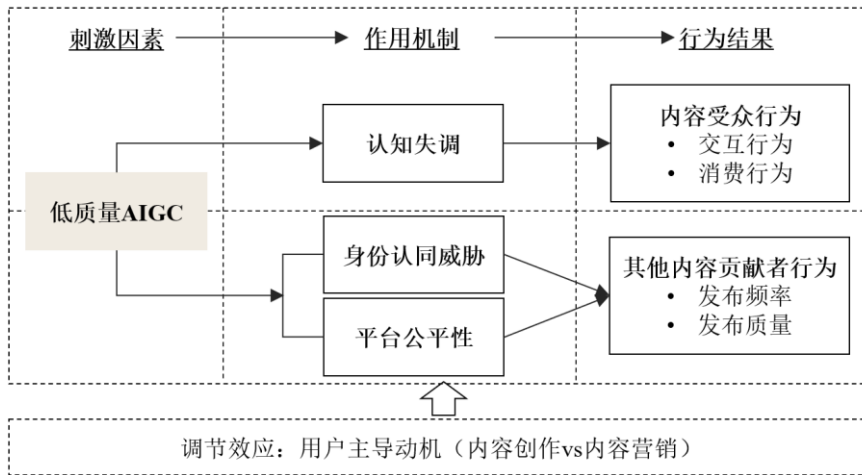 刺激因素
作用机制
行为结果
认知失调
内容受众行为
• 交互行为
• 消费行为
低质量AIGC
身份认同威胁
平台公平性
其他内容贡献者行为
• 发布频率
• 发布质量
调节效应：用户主导动机（内容创作vs内容营销）